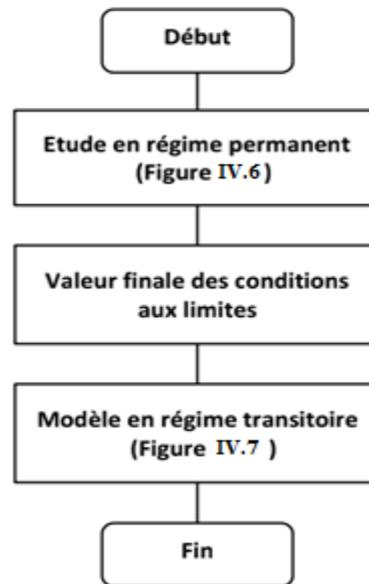 Début
Etude en régime permanent
(Figure IV.6)
Valeur finale des conditions
aux limites
Modèle en régime transitoire
(Figure IV.7 )
Fin